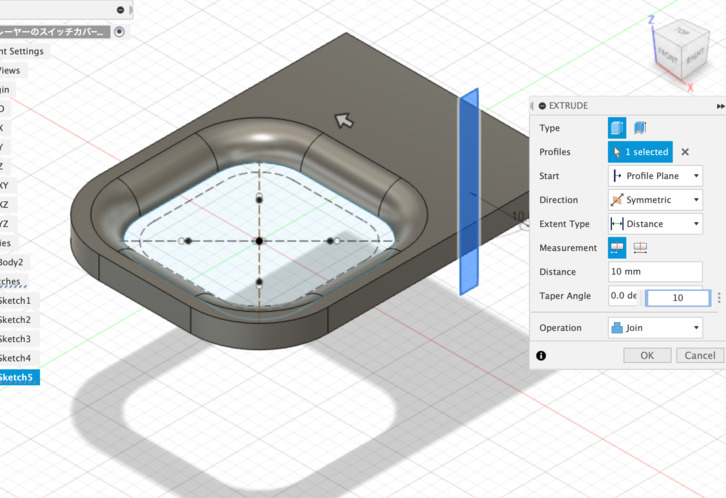 レーヤーのスイッチカバー...
nt Settings
Views
gin
O
X
Y
Z
XY
XZ
YZ
ies
Body2
ches
Sketch1
Sketch2
Sketch3
Sketch4
Sketch5
Z
TOP
FRONT
RIGHT
X
10
EXTRUDE
Type
Profiles
1 selected
Start
Profile Plane
Direction
Symmetric
Extent Type
Distance
Measurement
Distance
10 mm
Taper Angle
0.0 de
10
Operation
Join
OK
Cancel